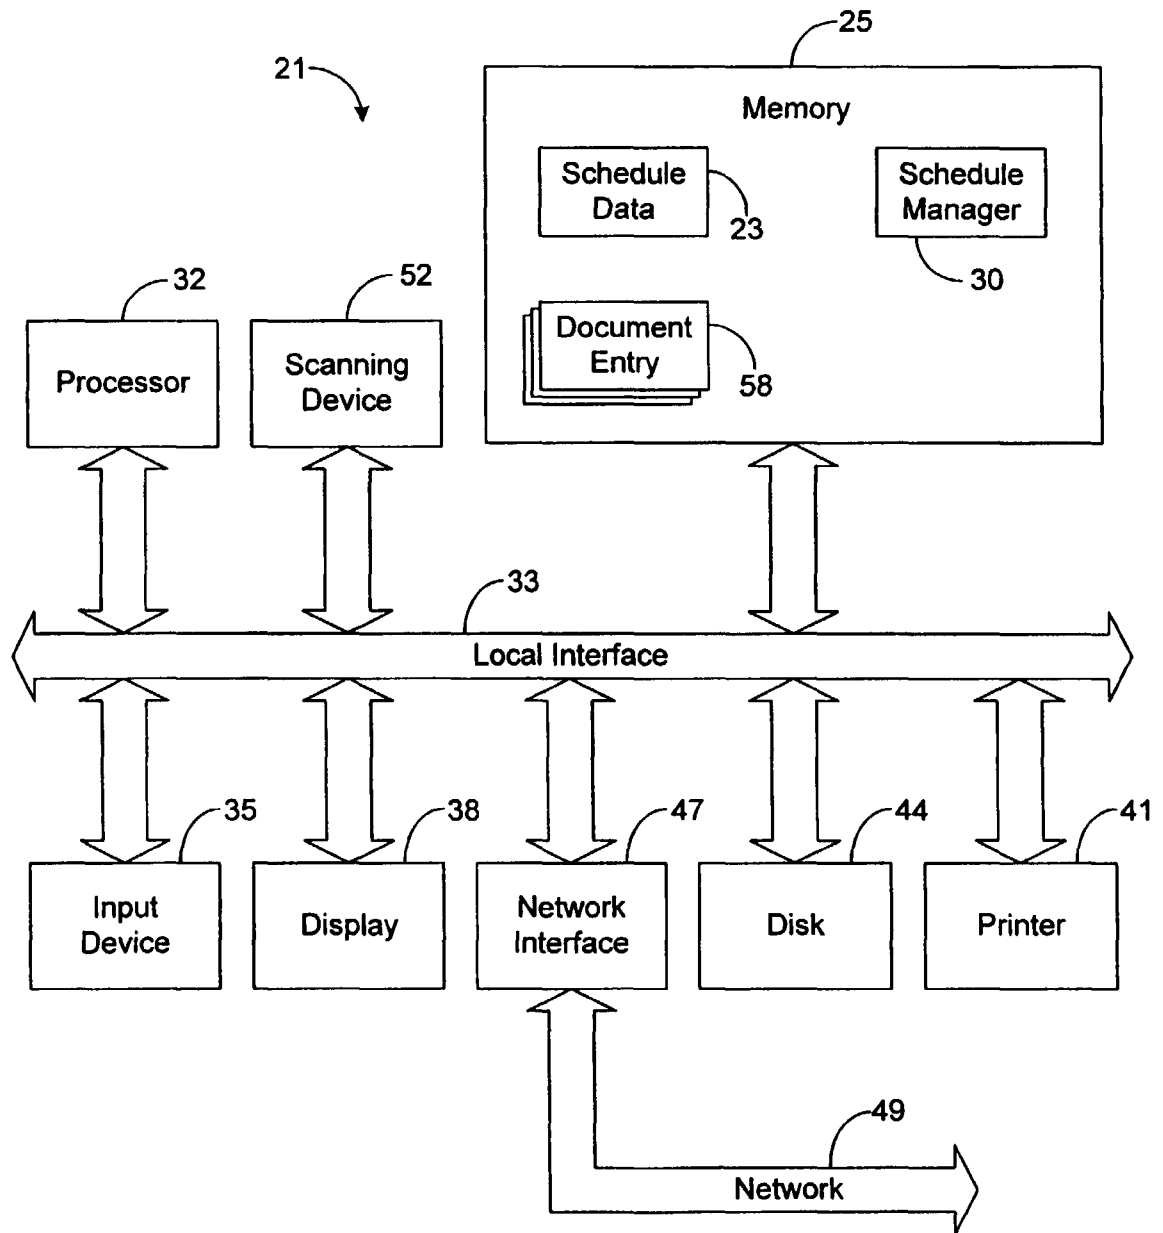 25
21
Memory
Schedule
Data
23
Schedule
Manager
30
32
52
Processor
Scanning
Device
Document
Entry
58
33
Local Interface
35
38
47
44
41
Input
Device
Display
Network
Interface
Disk
Printer
49
Network